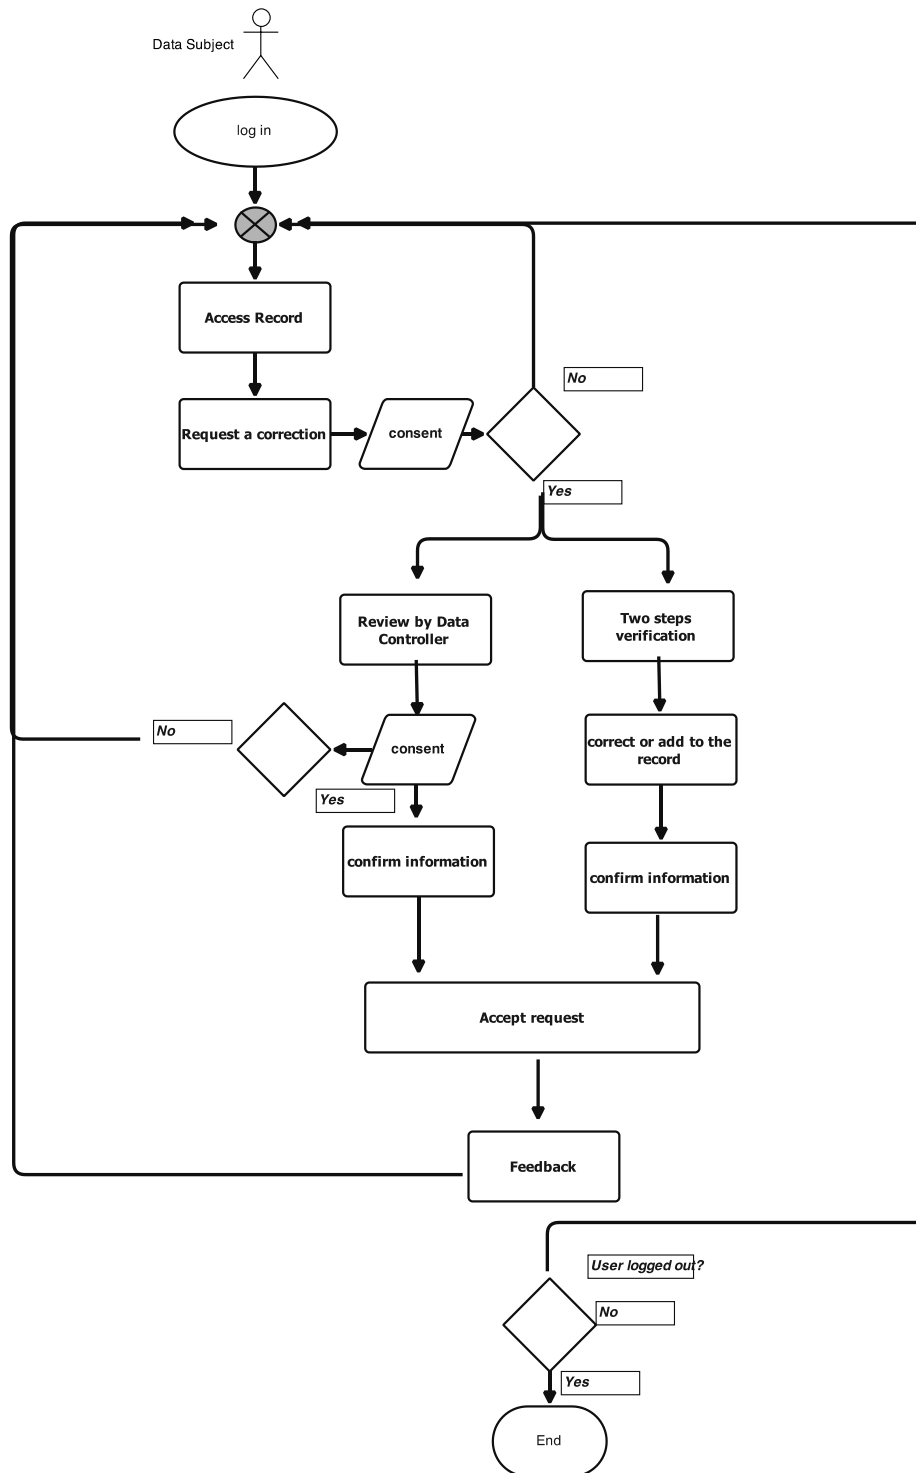 Data Subject
log in
Access Record
No
Request a correction
consent
Yes
Review by Data
Controller
Two steps
verification
No
consent
correct or add to the
record
Yes
confirm information
confirm information
Accept request
Feedback
User logged out?
No
Yes
End